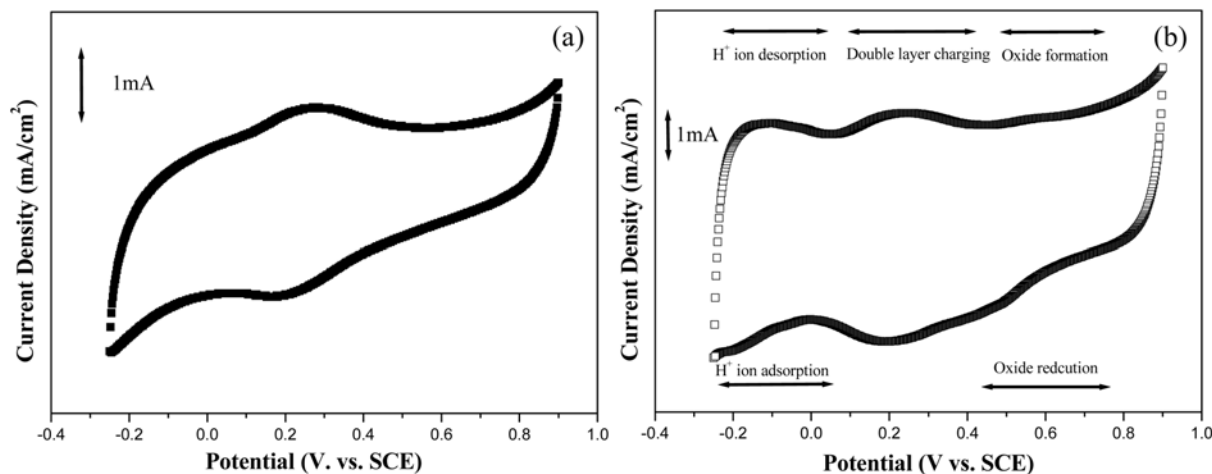 (a)
1mA
Current Density (mA/cm²)
-0.4 -0.2 0.0 0.2 0.4 0.6 0.8 1.0
Potential (V. vs. SCE)
(b)
H⁺ ion desorption Double layer charging Oxide formation
1mA
Current Density (mA/cm²)
H⁺ ion adsorption
Oxide redcution
-0.4 -0.2 0.0 0.2 0.4 0.6 0.8 1.0
Potential (V vs. SCE)